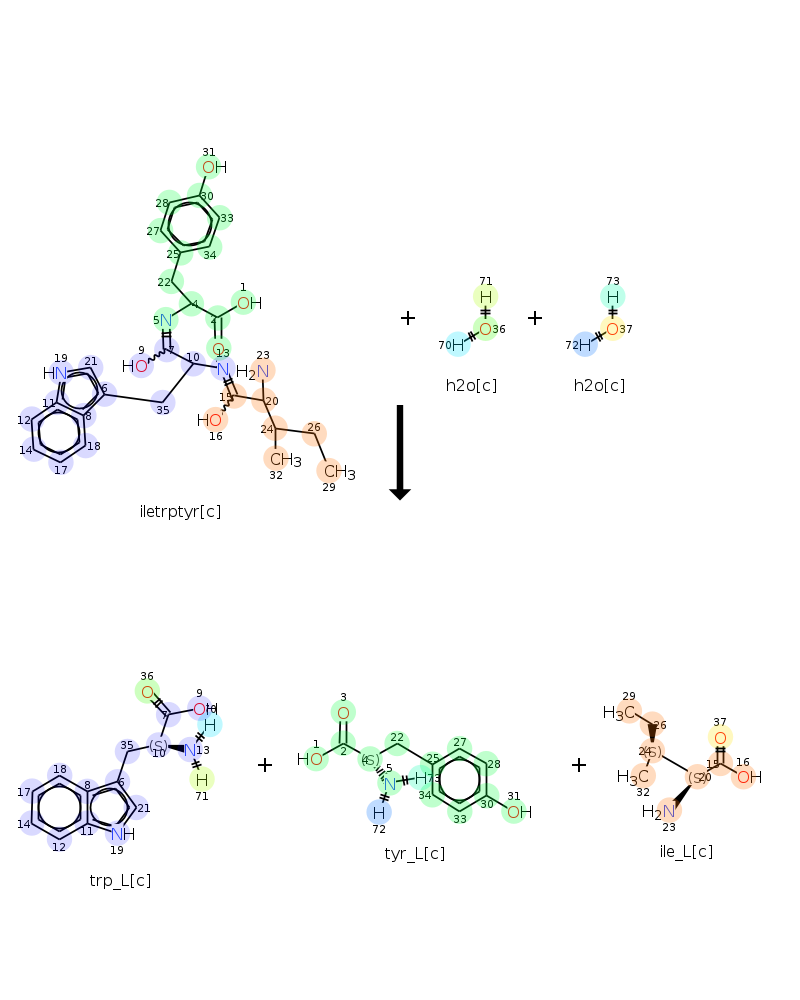 31
OH
30
28
33
27
34
25
22
4
1
OH
2
5 N
9
7
HO
10
13
N
23
H₂N
19
HN
21
6
11
8
12
14
17
18
35
15
20
HO
16
24
26
CH₃
32
CH₃
29
iletrptyr[c]
+
71
H
O 36
70 H
h2o[c]
+
73
H
O 37
72 H
h2o[c]
36
O
9
OH
7
70
H
(S)
10
N 13
H
71
35
18
6
17
8
21
14
11
12
NH
19
trp_L[c]
+
3
O
1
HO
2
(S)
4
22
5
N
H 73
H
72
25
27
28
34
30
33
31
OH
tyr_L[c]
+
29
H₃C
26
(S)
24
H₃C
32
37
O
15
16
OH
(S)
20
H₂N
23
ile_L[c]